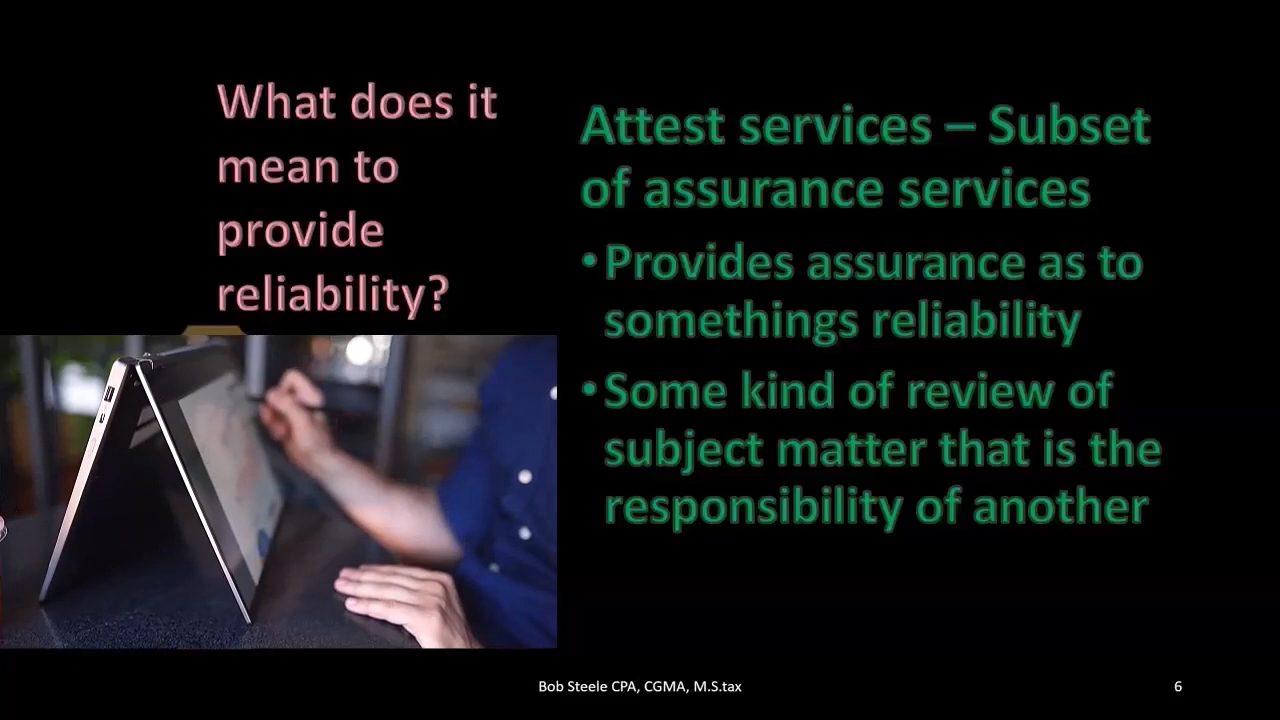 What does it
mean to
provide
reliability?
Attest services – Subset
of assurance services
•Provides assurance as to
somethings reliability
•Some kind of review of
subject matter that is the
responsibility of another
Bob Steele CPA, CGMA, M.S.tax
6